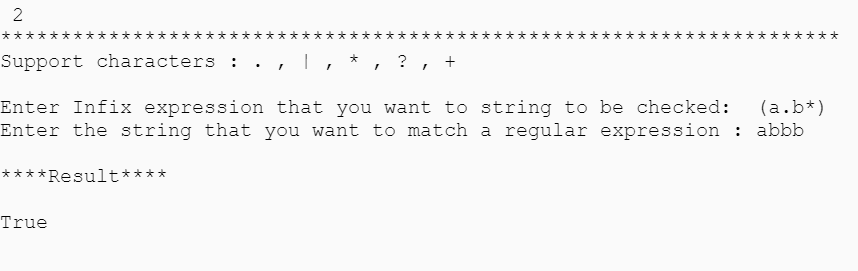 2
**********************************************************************
Support characters : . , | , * , ? , +
Enter Infix expression that you want to string to be checked:  (a.b*)
Enter the string that you want to match a regular expression : abbb
****Result****
True